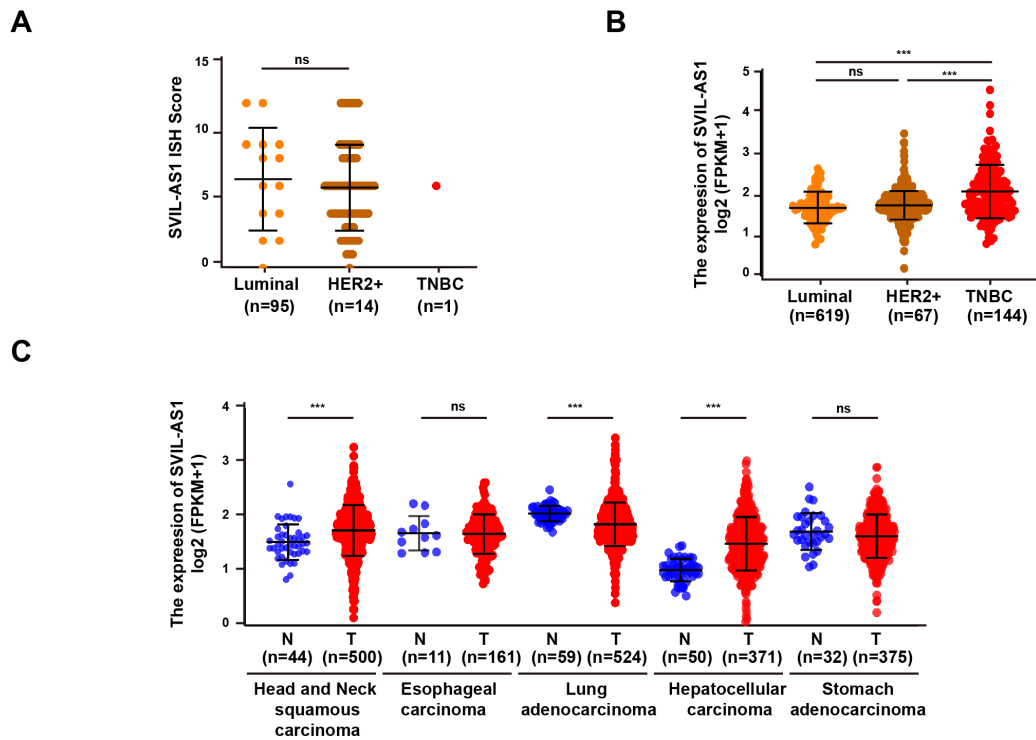 A
SVIL-AS1 ISH Score
15
10
5
0
ns
Luminal
(n=95)
HER2+
(n=14)
TNBC
(n=1)
B
The expreesion of SVIL-AS1
log2 (FPKM+1)
5
4
3
2
1
0
***
ns
***
Luminal
(n=619)
HER2+
(n=67)
TNBC
(n=144)
C
The expreesion of SVIL-AS1
log2 (FPKM+1)
4
3
2
1
0
***
ns
***
***
ns
N T N T N T N T N T
(n=44) (n=500) (n=11) (n=161) (n=59) (n=524) (n=50) (n=371) (n=32) (n=375)
Head and Neck
squamous
carcinoma
Esophageal
carcinoma
Lung
adenocarcinoma
Hepatocellular
carcinoma
Stomach
adenocarcinoma